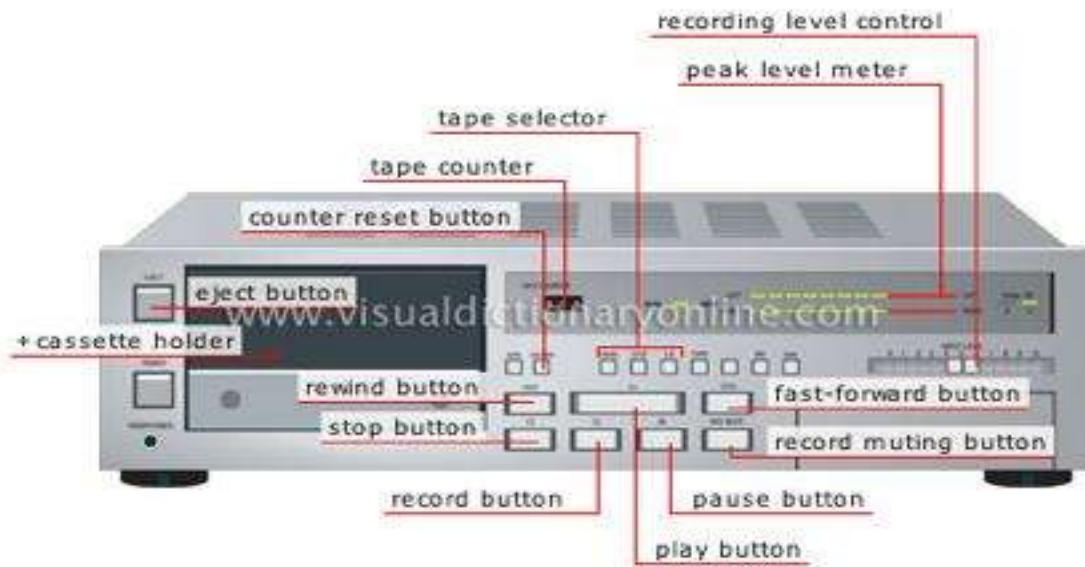 recording level control
peak level meter
tape selector
tape counter
counter reset button
eject button
www.visualdictionaryonline.com
+cassette holder
rewind button
fast-forward button
stop button
record muting button
record button
pause button
play button